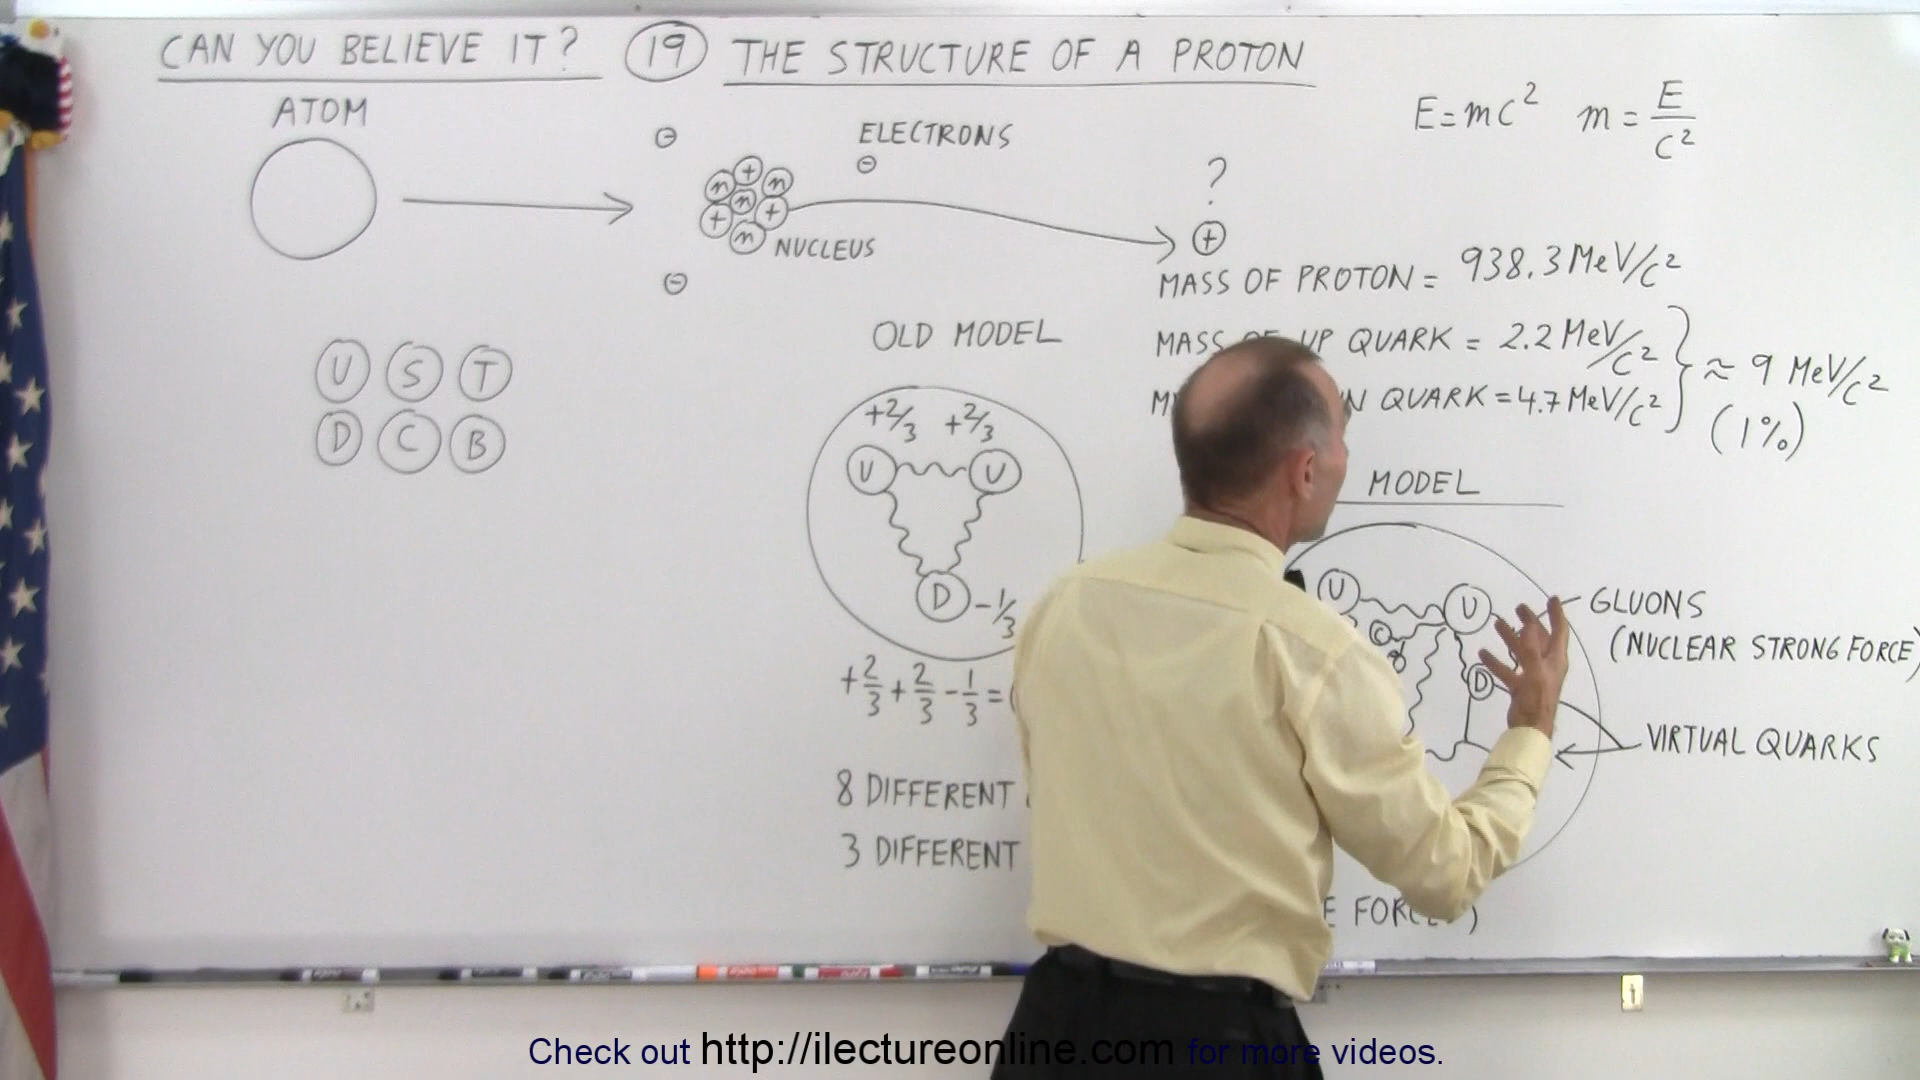 CAN YOU BELIEVE IT? 19 THE STRUCTURE OF A PROTON
E=mc² m=E/c²
ATOM
ELECTRONS
⊖
⊖
⊖
+
n n
n
+ +
n
NUCLEUS
?
+
MASS OF PROTON = 938.3 MeV/c²
MASS OF UP QUARK = 2.2 MeV/c²
QUARK = 4.7 MeV/c²
≈ 9 MeV/c²
(1%)
U S T
D C B
OLD MODEL
+2/3 +2/3
U U
D -1/3
+2/3+2/3-1/3=
8 DIFFERENT
3 DIFFERENT
MODEL
U U
C
D
GLUONS
(NUCLEAR STRONG FORCE)
VIRTUAL QUARKS
)
Check out http://ilectureonline.com for more videos.